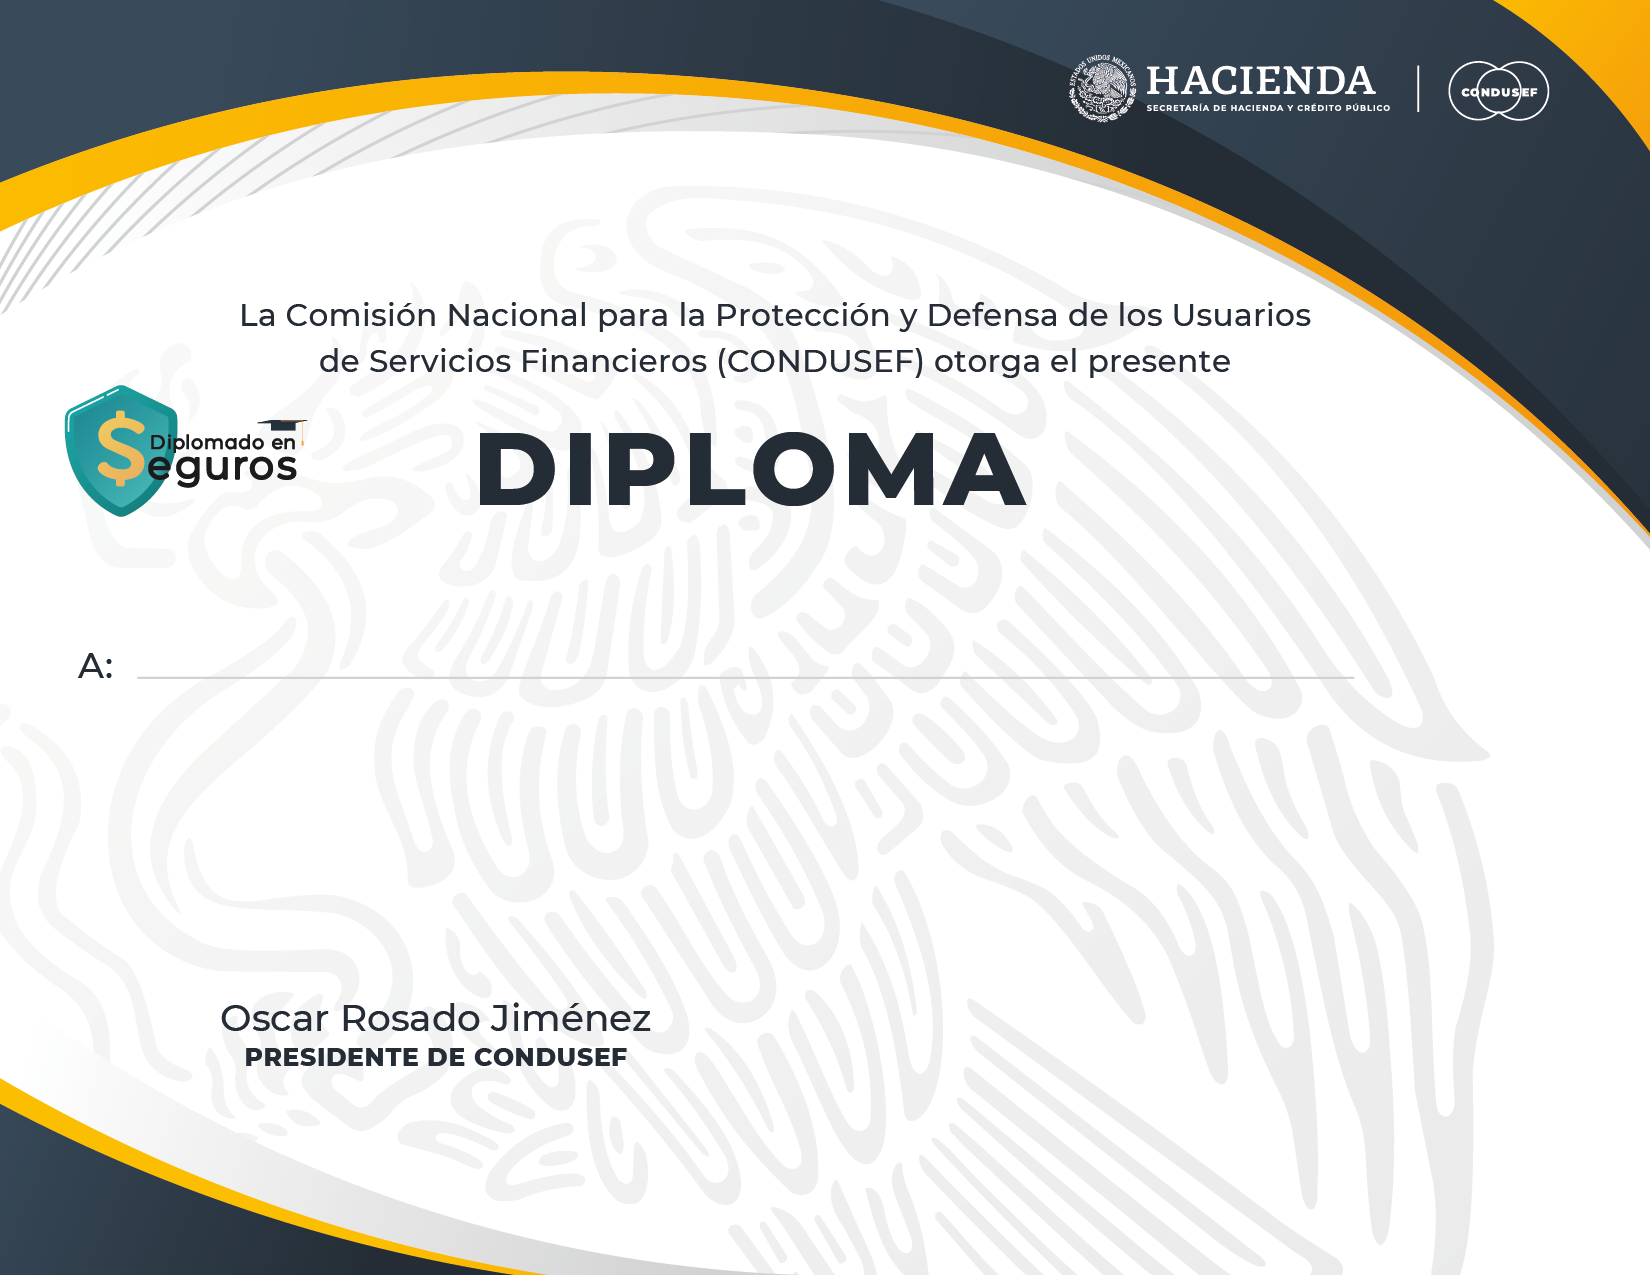 ESTADOS UNIDOS MEXICANOS
HACIENDA
SECRETARÍA DE HACIENDA Y CRÉDITO PÚBLICO
CONDUSEF
La Comisión Nacional para la Protección y Defensa de los Usuarios
de Servicios Financieros (CONDUSEF) otorga el presente
$
Diplomado en
Seguros
DIPLOMA
A:
Oscar Rosado Jiménez
PRESIDENTE DE CONDUSEF